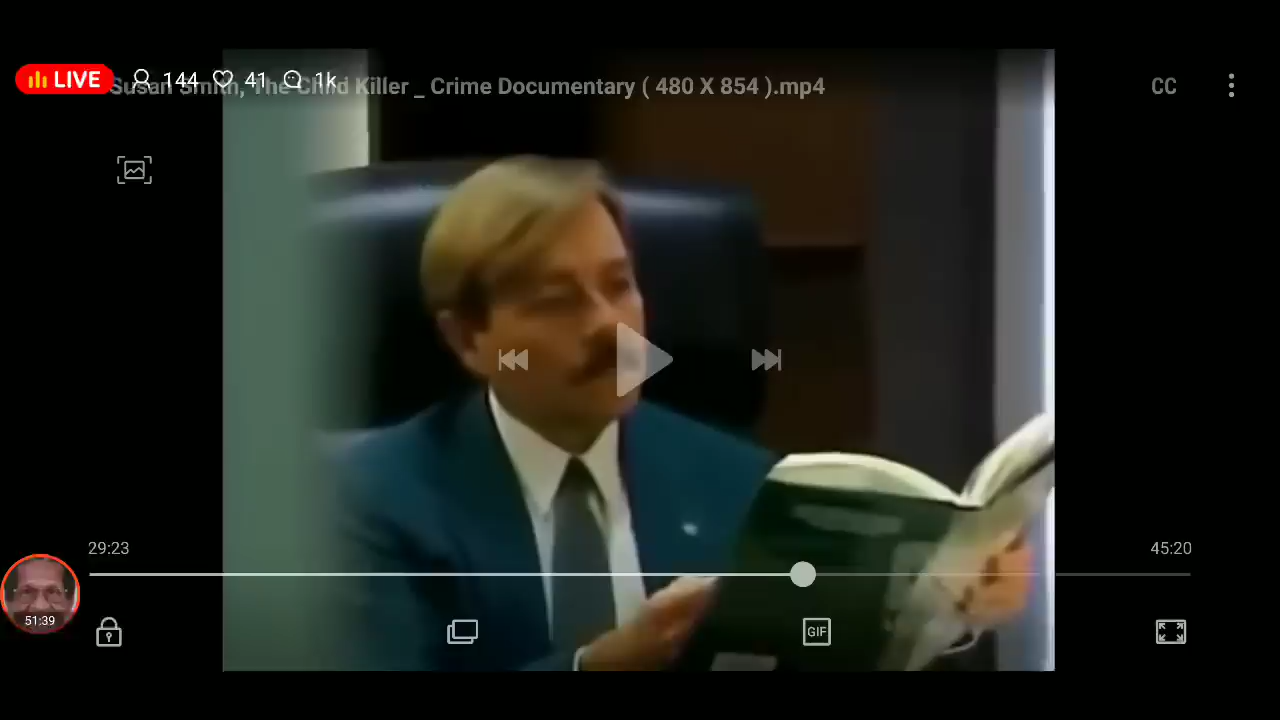 LIVE 144 41 1k
Susan Smith, The Child Killer _ Crime Documentary ( 480 X 854 ).mp4
CC
29:23
45:20
51:39
GIF